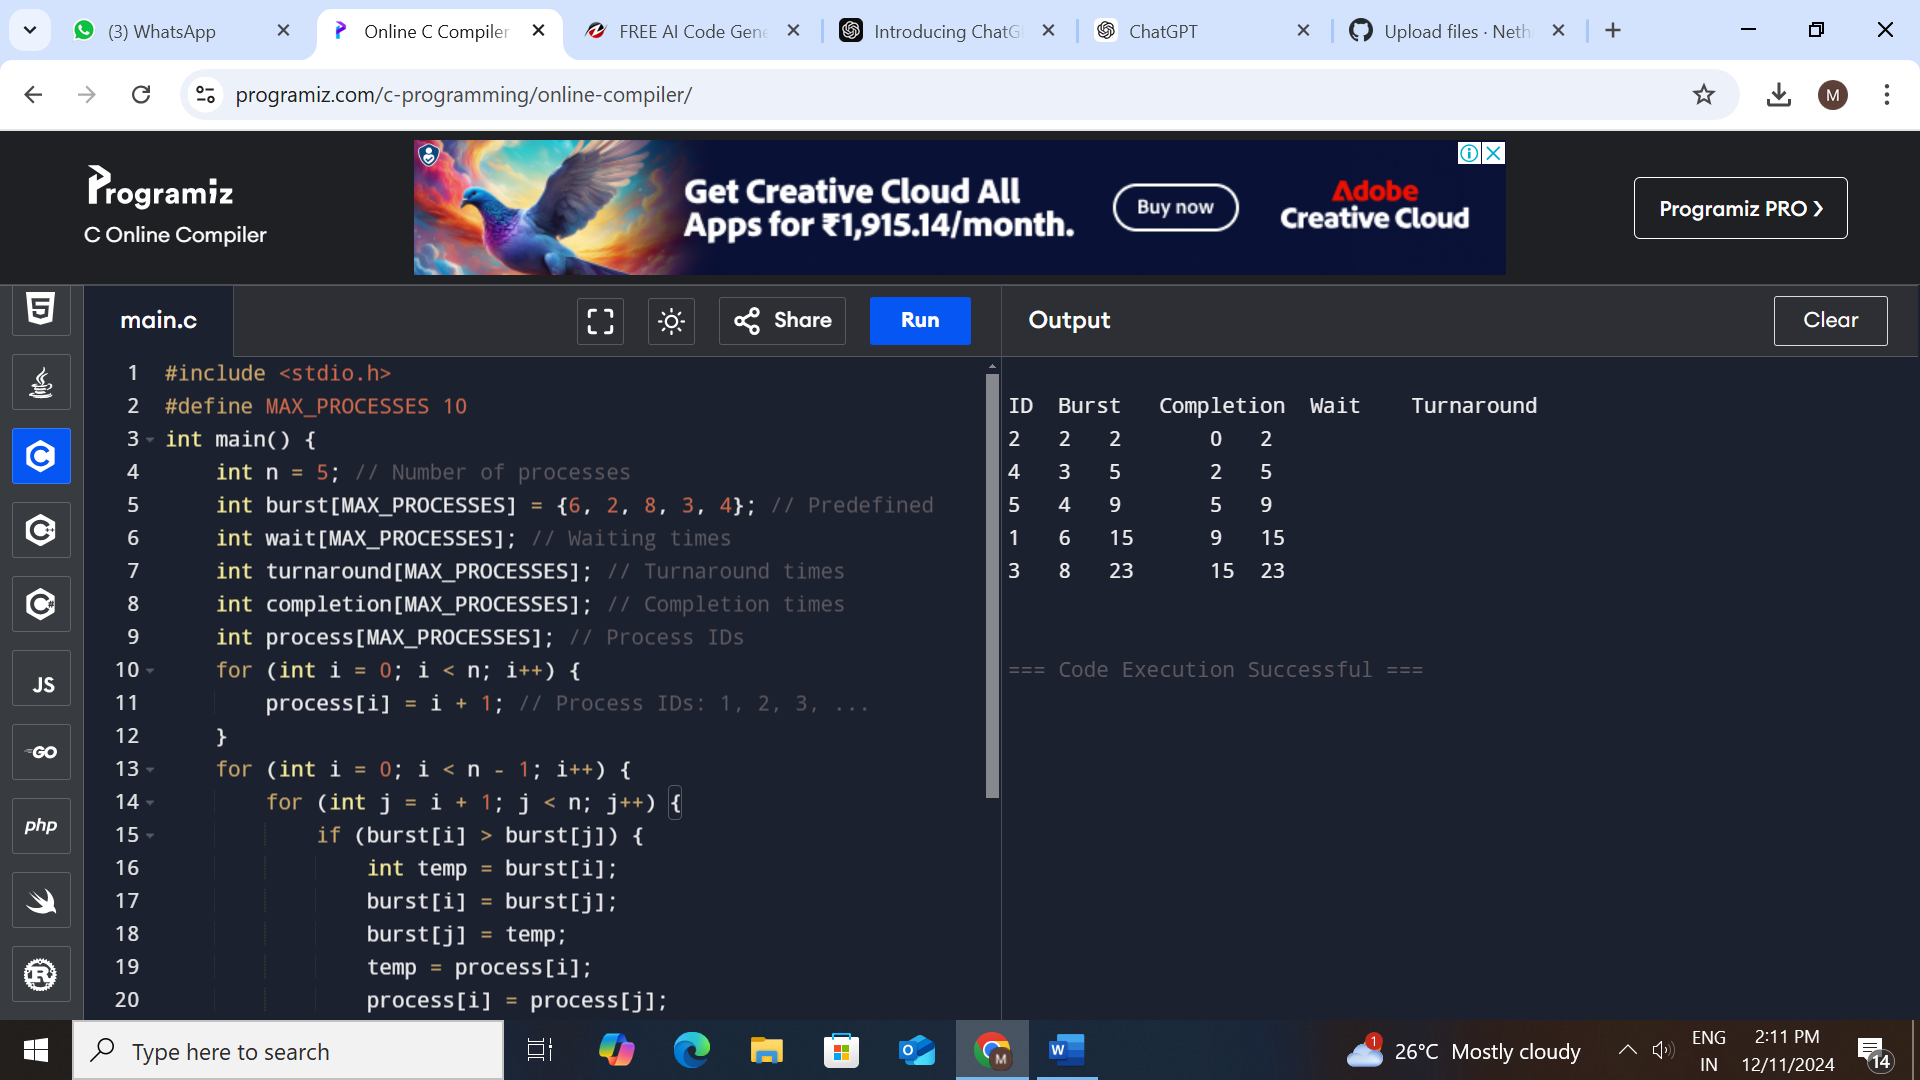 (3) WhatsApp
Online C Compiler
FREE AI Code Gene
Introducing ChatG
ChatGPT
Upload files · Neth
programiz.com/c-programming/online-compiler/
M
Programiz
C Online Compiler
Get Creative Cloud All
Apps for ₹1,915.14/month.
Buy now
Adobe
Creative Cloud
Programiz PRO ›
main.c
Share
Run
Output
Clear
1 #include <stdio.h>
2 #define MAX_PROCESSES 10
3 int main() {
4 int n = 5; // Number of processes
5 int burst[MAX_PROCESSES] = {6, 2, 8, 3, 4}; // Predefined
6 int wait[MAX_PROCESSES]; // Waiting times
7 int turnaround[MAX_PROCESSES]; // Turnaround times
8 int completion[MAX_PROCESSES]; // Completion times
9 int process[MAX_PROCESSES]; // Process IDs
10 for (int i = 0; i < n; i++) {
11 process[i] = i + 1; // Process IDs: 1, 2, 3, ...
12 }
13 for (int i = 0; i < n - 1; i++) {
14 for (int j = i + 1; j < n; j++) {
15 if (burst[i] > burst[j]) {
16 int temp = burst[i];
17 burst[i] = burst[j];
18 burst[j] = temp;
19 temp = process[i];
20 process[i] = process[j];
ID Burst Completion Wait Turnaround
2 2 2 0 2
4 3 5 2 5
5 4 9 5 9
1 6 15 9 15
3 8 23 15 23
=== Code Execution Successful ===
5
C
C++
C#
JS
GO
php
R
Type here to search
M
W
1
26°C Mostly cloudy
ENG
IN
2:11 PM
12/11/2024
14